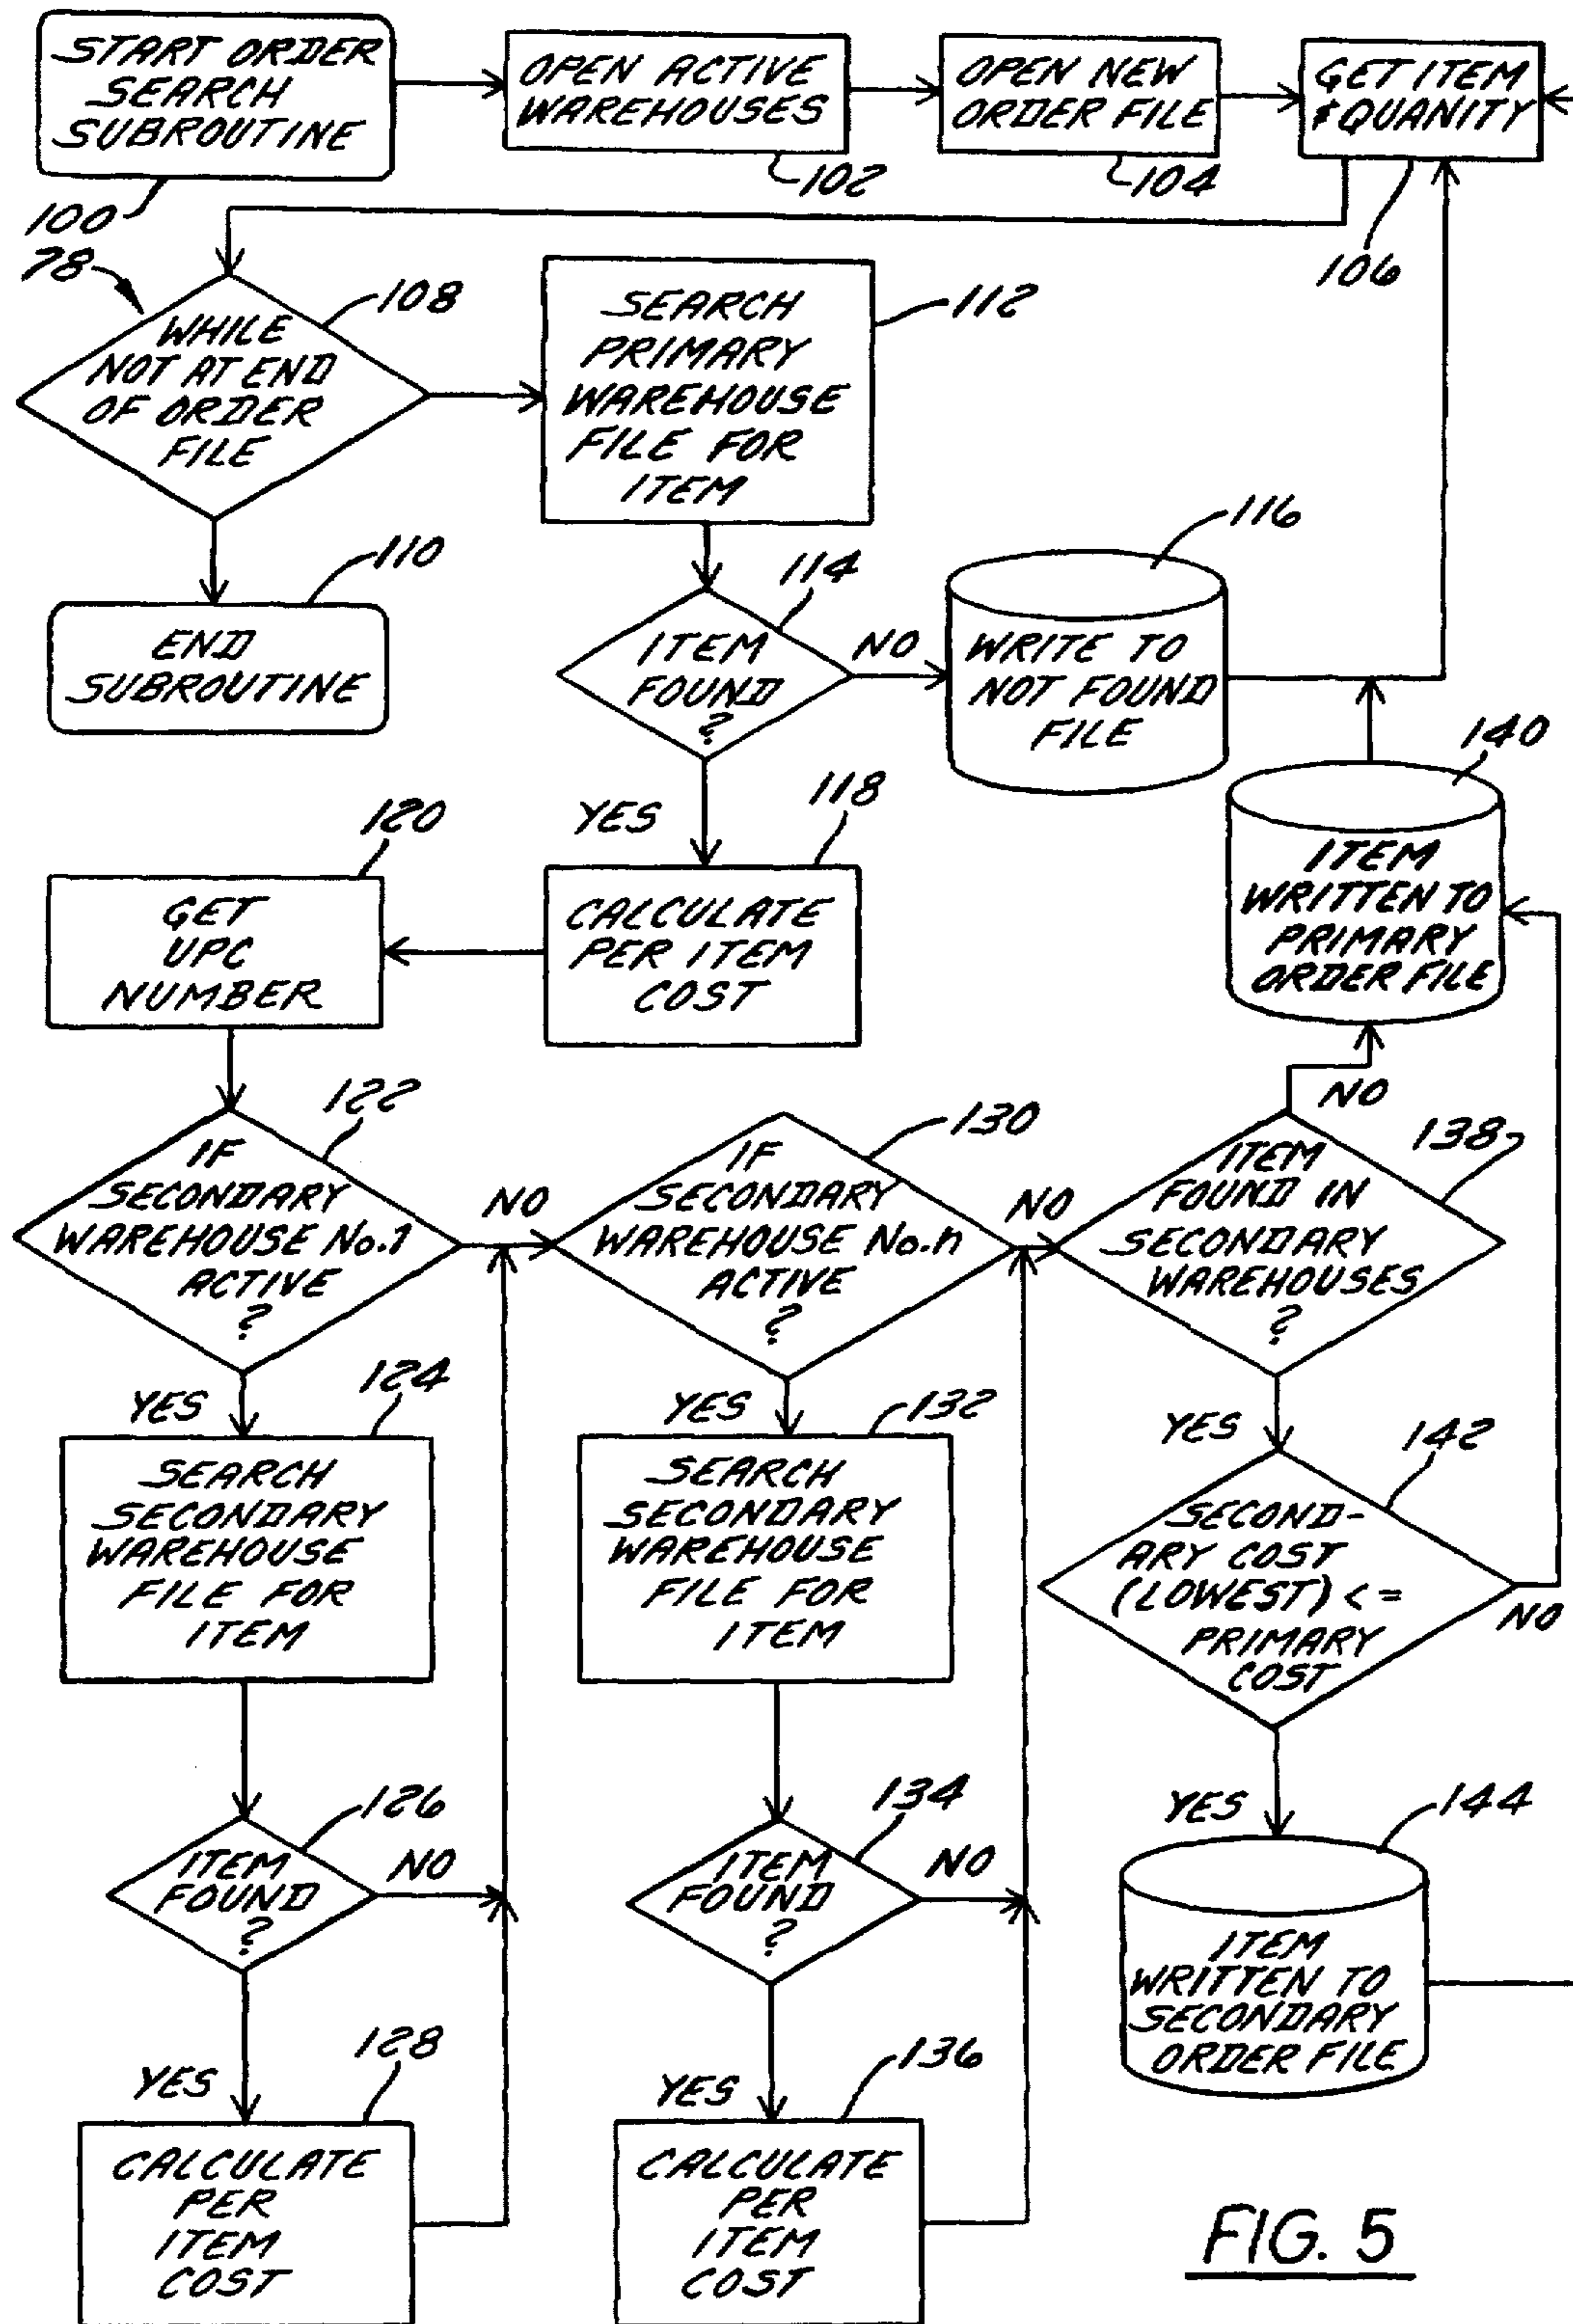 START ORDER
SEARCH
SUBROUTINE
100
OPEN ACTIVE
WAREHOUSES
102
OPEN NEW
ORDER FILE
104
GET ITEM
& QUANITY
106
78
WHILE
NOT AT END
OF ORDER
FILE
108
SEARCH
PRIMARY
WAREHOUSE
FILE FOR
ITEM
112
END
SUBROUTINE
110
ITEM
FOUND
?
114
NO
WRITE TO
NOT FOUND
FILE
116
YES
CALCULATE
PER ITEM
COST
118
GET
UPC
NUMBER
120
ITEM
WRITTEN TO
PRIMARY
ORDER FILE
140
IF
SECONDARY
WAREHOUSE No.1
ACTIVE
?
122
NO
IF
SECONDARY
WAREHOUSE No.n
ACTIVE
?
130
NO
ITEM
FOUND IN
SECONDARY
WAREHOUSES
?
138
NO
YES
SEARCH
SECONDARY
WAREHOUSE
FILE FOR
ITEM
124
YES
SEARCH
SECONDARY
WAREHOUSE
FILE FOR
ITEM
132
YES
SECOND-
ARY COST
(LOWEST) <=
PRIMARY
COST
142
NO
ITEM
FOUND
?
126
NO
ITEM
FOUND
?
134
NO
YES
ITEM
WRITTEN TO
SECONDARY
ORDER FILE
144
YES
CALCULATE
PER
ITEM
COST
128
YES
CALCULATE
PER
ITEM
COST
136
FIG. 5